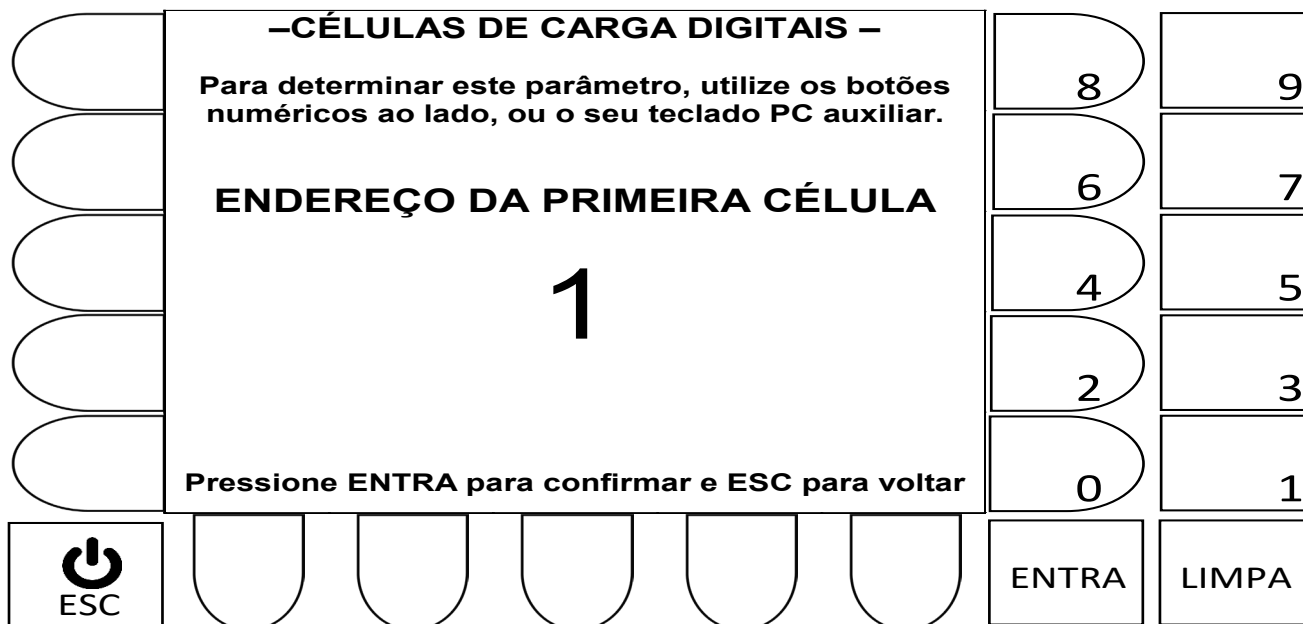 –CÉLULAS DE CARGA DIGITAIS –
Para determinar este parâmetro, utilize os botões
numéricos ao lado, ou o seu teclado PC auxiliar.
ENDEREÇO DA PRIMEIRA CÉLULA
1
Pressione ENTRA para confirmar e ESC para voltar
8 9
6 7
4 5
2 3
0 1
ESC
ENTRA LIMPA